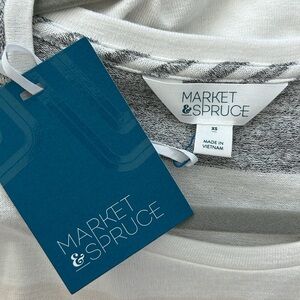 MARKET
&SPRUCE
XS
MADE IN
VIETNAM
MARKET
&SPRUCE